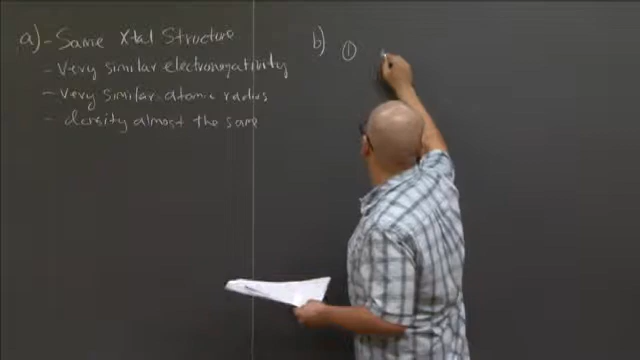 a) - Same Xtal Structure
- Very similar electronegativity
- very similar atomic radius
- density almost the same
b) ①